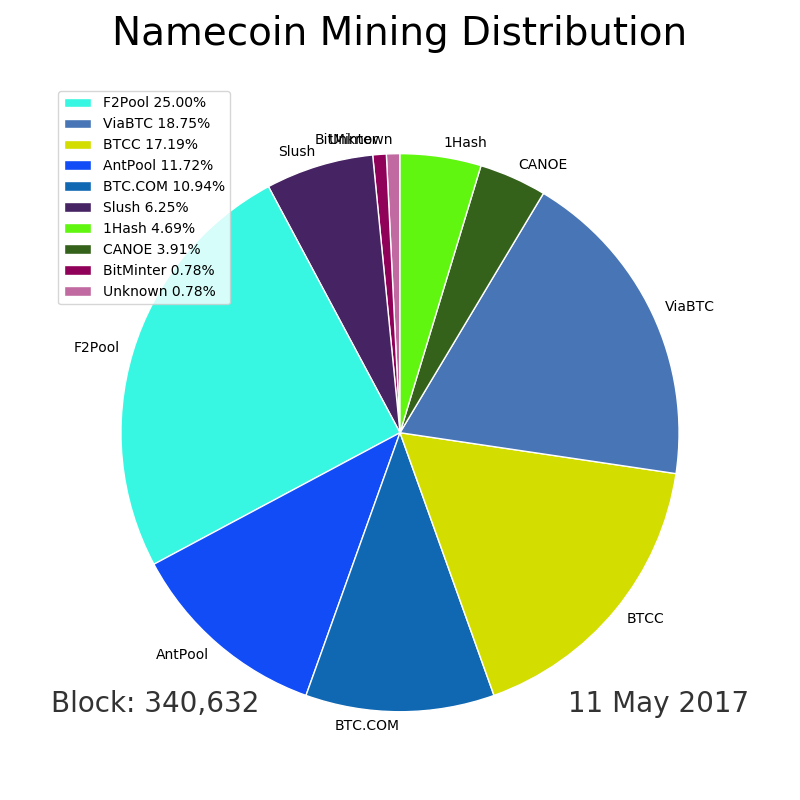 Namecoin Mining Distribution
F2Pool 25.00%
ViaBTC 18.75%
BTCC 17.19%
AntPool 11.72%
BTC.COM 10.94%
Slush 6.25%
1Hash 4.69%
CANOE 3.91%
BitMinter 0.78%
Unknown 0.78%
BitMinter
Unknown
1Hash
Slush
CANOE
ViaBTC
F2Pool
BTCC
AntPool
BTC.COM
Block: 340,632
11 May 2017